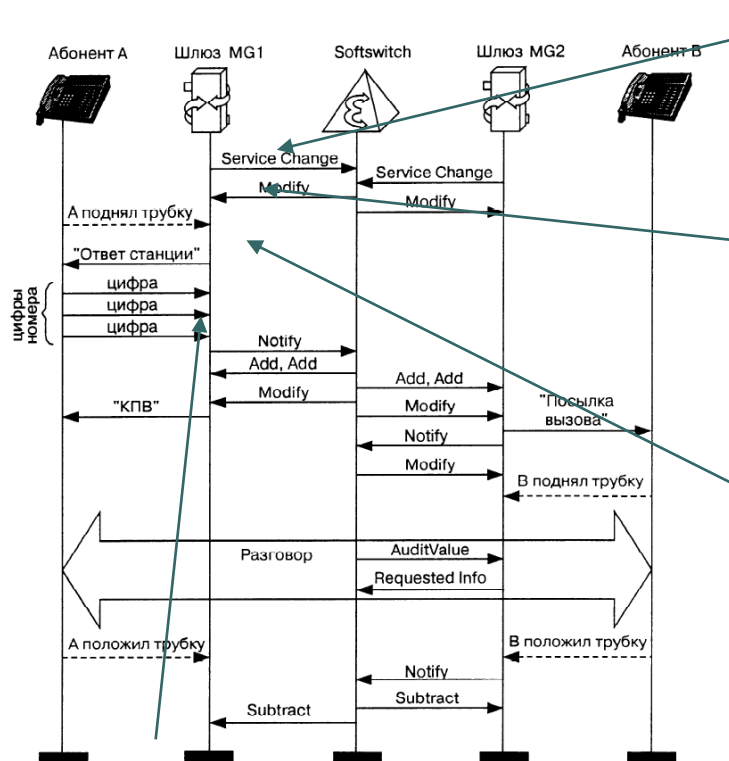 Абонент А
Шлюз MG1
Softswitch
Шлюз MG2
Абонент В
Service Change
Service Change
Modify
Modify
А поднял трубку
"Ответ станции"
цифры
номера
цифра
цифра
цифра
Notify
Add, Add
Add, Add
Modify
"КПВ"
Modify
"Посылка
вызова"
Notify
Modify
В поднял трубку
Разговор
AuditValue
Requested Info
А положил трубку
В положил трубку
Notify
Subtract
Subtract